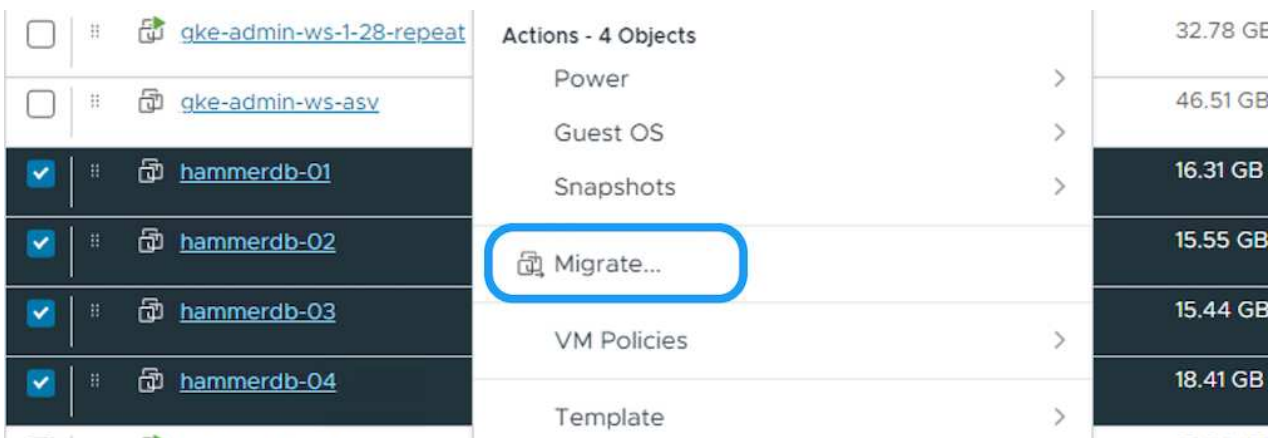 gke-admin-ws-1-28-repeat
Actions - 4 Objects
32.78 GB
Power
gke-admin-ws-asv
46.51 GB
Guest OS
hammerdb-01
Snapshots
16.31 GB
hammerdb-02
Migrate...
15.55 GB
hammerdb-03
VM Policies
15.44 GB
hammerdb-04
Template
18.41 GB